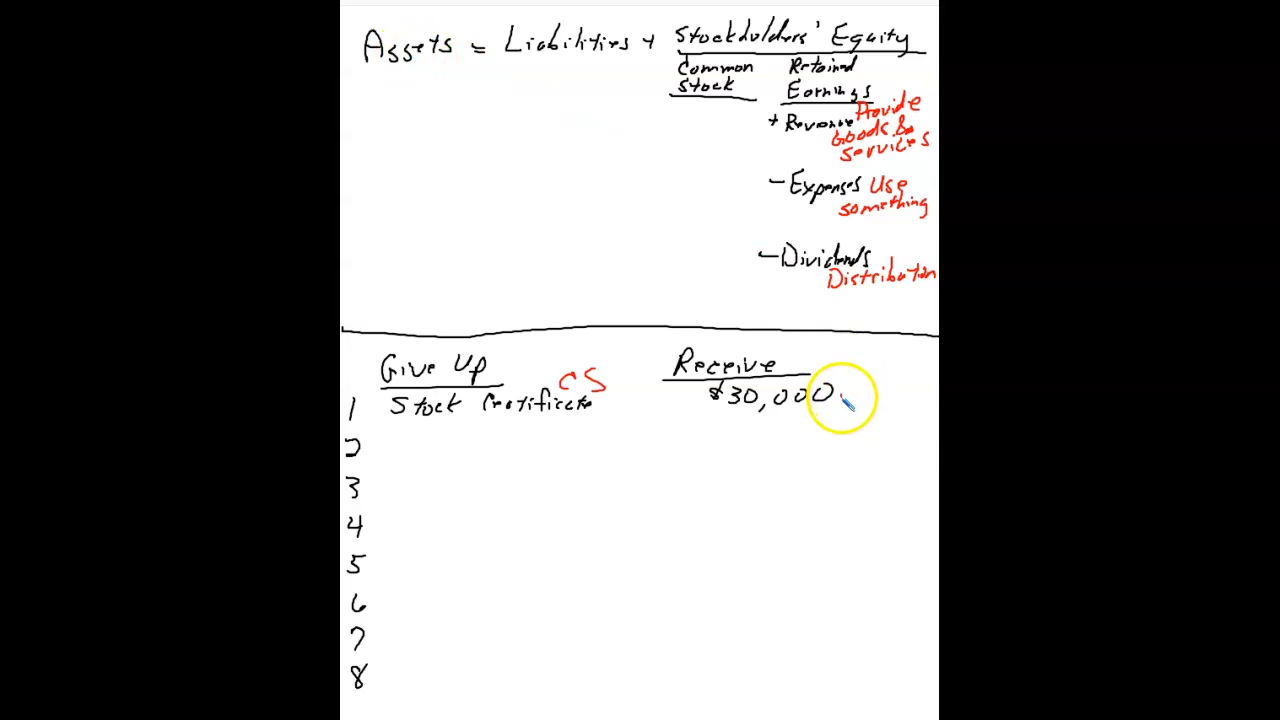 Assets = Liabilities + Stockholders' Equity
Common Stock
Retained Earnings
+ Revenue Provide Goods & Services
- Expenses Use something
- Dividends Distribution
Give Up Receive
1 Stock Certificate CS $30,000
2
3
4
5
6
7
8